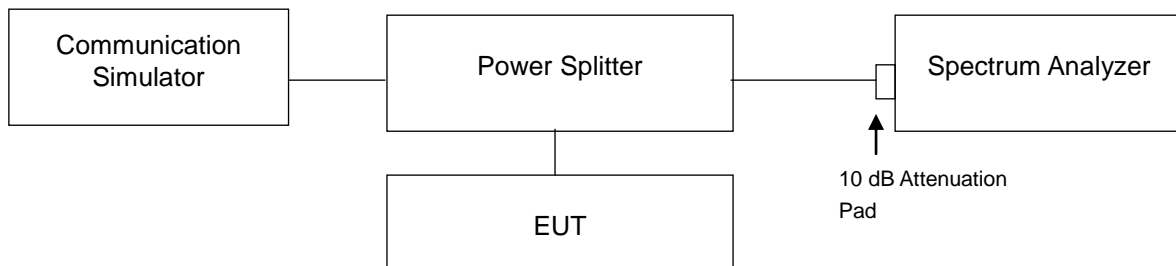 Communication
Simulator
Power Splitter
Spectrum Analyzer
10 dB Attenuation
Pad
EUT